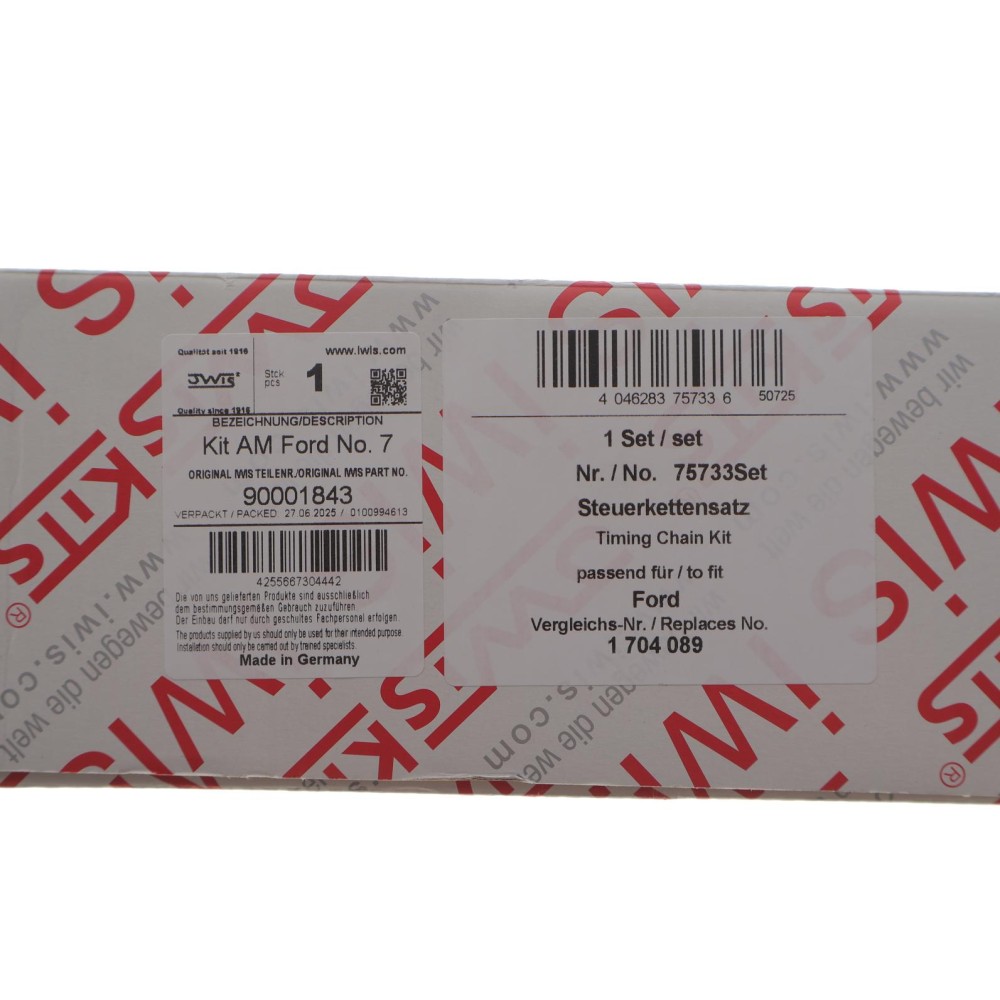 Qualität seit 1916
JWIS
Quality since 1916
Stck
pcs
1
www.iwis.com
BEZEICHNUNG/DESCRIPTION
Kit AM Ford No. 7
ORIGINAL IWIS TEILENR./ORIGINAL IWIS PART NO.
90001843
VERPACKT / PACKED: 27.06.2025 / 0100994613
4255667304442
Die von uns gelieferten Produkte sind ausschließlich
dem bestimmungsgemäßen Gebrauch zuzuführen.
Der Einbau darf nur durch geschultes Fachpersonal erfolgen.
The products supplied by us should only be used for their intended purpose.
Installation should only be carried out by trained specialists.
Made in Germany
4 046283 75733 6 50725
1 Set / set
Nr. / No. 75733Set
Steuerkettensatz
Timing Chain Kit
passend für / to fit
Ford
Vergleichs-Nr. / Replaces No.
1 704 089
iwis
KiTS
®
wir bewegen die welt
www.iwis.com